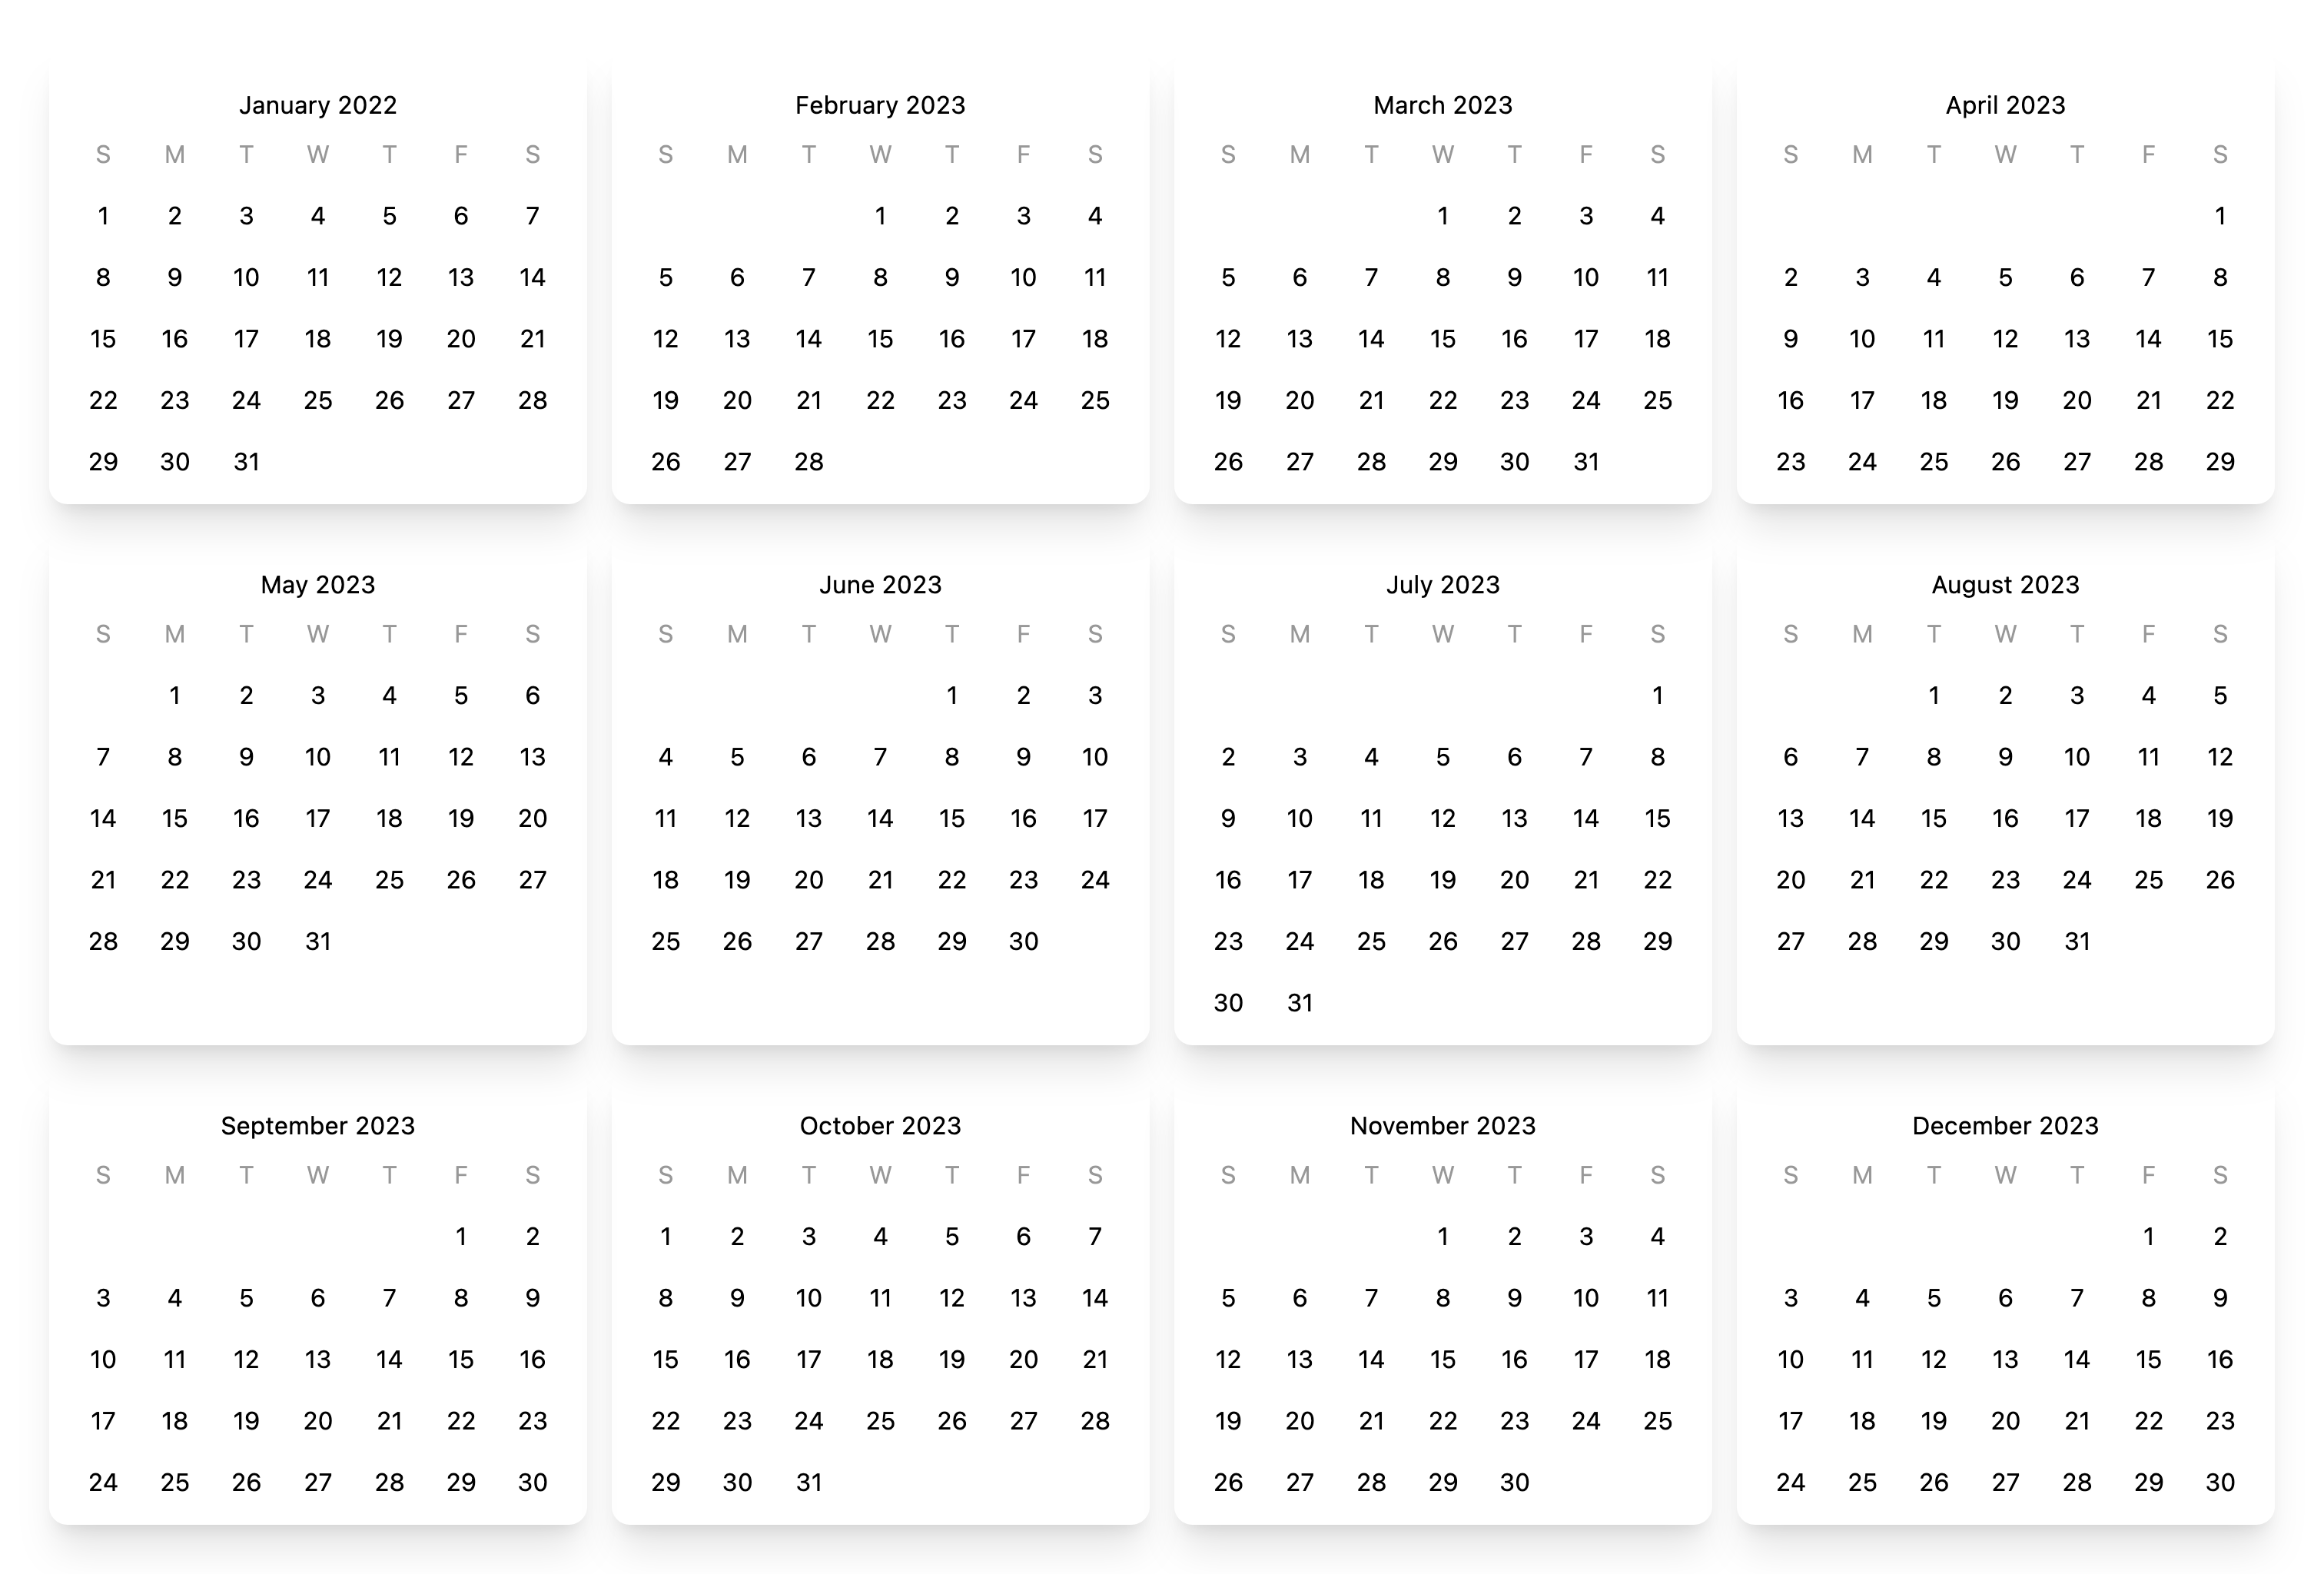 January 2022
S M T W T F S
1 2 3 4 5 6 7
8 9 10 11 12 13 14
15 16 17 18 19 20 21
22 23 24 25 26 27 28
29 30 31
February 2023
S M T W T F S
1 2 3 4
5 6 7 8 9 10 11
12 13 14 15 16 17 18
19 20 21 22 23 24 25
26 27 28
March 2023
S M T W T F S
1 2 3 4
5 6 7 8 9 10 11
12 13 14 15 16 17 18
19 20 21 22 23 24 25
26 27 28 29 30 31
April 2023
S M T W T F S
1
2 3 4 5 6 7 8
9 10 11 12 13 14 15
16 17 18 19 20 21 22
23 24 25 26 27 28 29
May 2023
S M T W T F S
1 2 3 4 5 6
7 8 9 10 11 12 13
14 15 16 17 18 19 20
21 22 23 24 25 26 27
28 29 30 31
June 2023
S M T W T F S
1 2 3
4 5 6 7 8 9 10
11 12 13 14 15 16 17
18 19 20 21 22 23 24
25 26 27 28 29 30
July 2023
S M T W T F S
1
2 3 4 5 6 7 8
9 10 11 12 13 14 15
16 17 18 19 20 21 22
23 24 25 26 27 28 29
30 31
August 2023
S M T W T F S
1 2 3 4 5
6 7 8 9 10 11 12
13 14 15 16 17 18 19
20 21 22 23 24 25 26
27 28 29 30 31
September 2023
S M T W T F S
1 2
3 4 5 6 7 8 9
10 11 12 13 14 15 16
17 18 19 20 21 22 23
24 25 26 27 28 29 30
October 2023
S M T W T F S
1 2 3 4 5 6 7
8 9 10 11 12 13 14
15 16 17 18 19 20 21
22 23 24 25 26 27 28
29 30 31
November 2023
S M T W T F S
1 2 3 4
5 6 7 8 9 10 11
12 13 14 15 16 17 18
19 20 21 22 23 24 25
26 27 28 29 30
December 2023
S M T W T F S
1 2
3 4 5 6 7 8 9
10 11 12 13 14 15 16
17 18 19 20 21 22 23
24 25 26 27 28 29 30